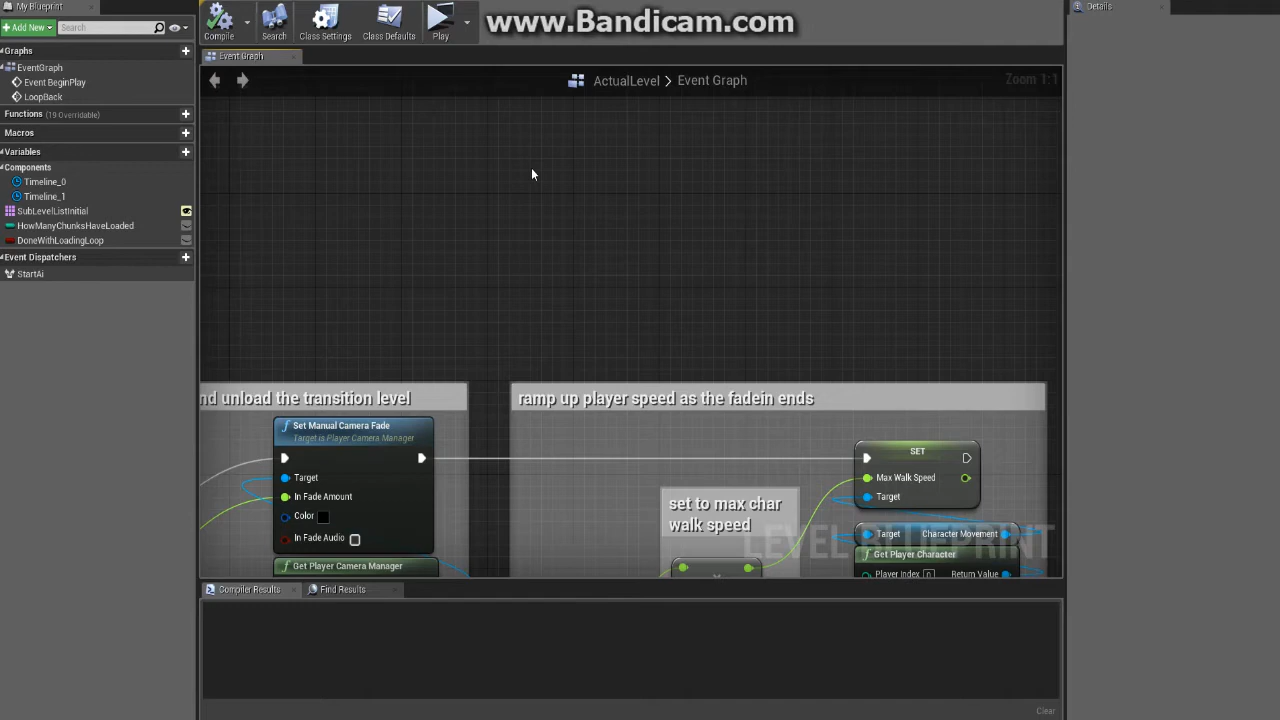 My Blueprint
Details
www.Bandicam.com
Add New
Search
Compile
Search
Class Settings
Class Defaults
Play
Graphs
EventGraph
Event BeginPlay
LoopBack
Functions (19 Overridable)
Macros
Variables
Components
Timeline_0
Timeline_1
SubLevelListInitial
HowManyChunksHaveLoaded
DoneWithLoadingLoop
Event Dispatchers
StartAi
Event Graph
ActualLevel > Event Graph
Zoom 1:1
nd unload the transition level
Set Manual Camera Fade
Target is Player Camera Manager
Target
In Fade Amount
Color
In Fade Audio
Get Player Camera Manager
ramp up player speed as the fadein ends
set to max char
walk speed
SET
Max Walk Speed
Target
Target
Character Movement
Get Player Character
Player Index 0
Return Value
LEVEL BLUEPRINT
Compiler Results
Find Results
Clear